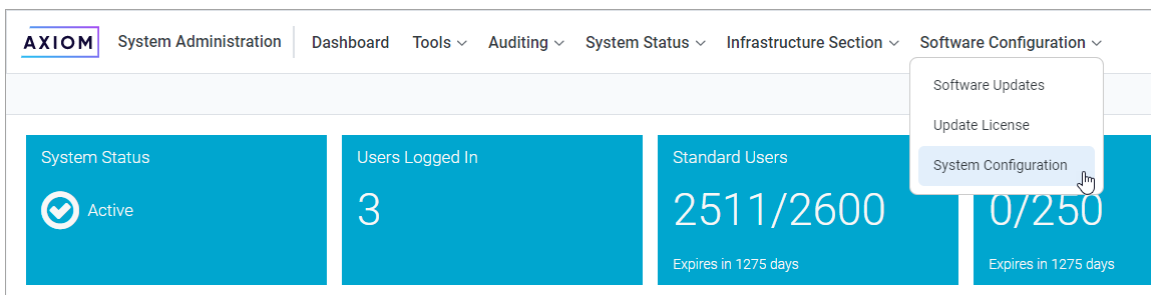 AXIOM System Administration Dashboard Tools Auditing System Status Infrastructure Section Software Configuration
Software Updates
Update License
System Configuration
System Status
Active
Users Logged In
3
Standard Users
2511/2600
Expires in 1275 days
0/250
Expires in 1275 days